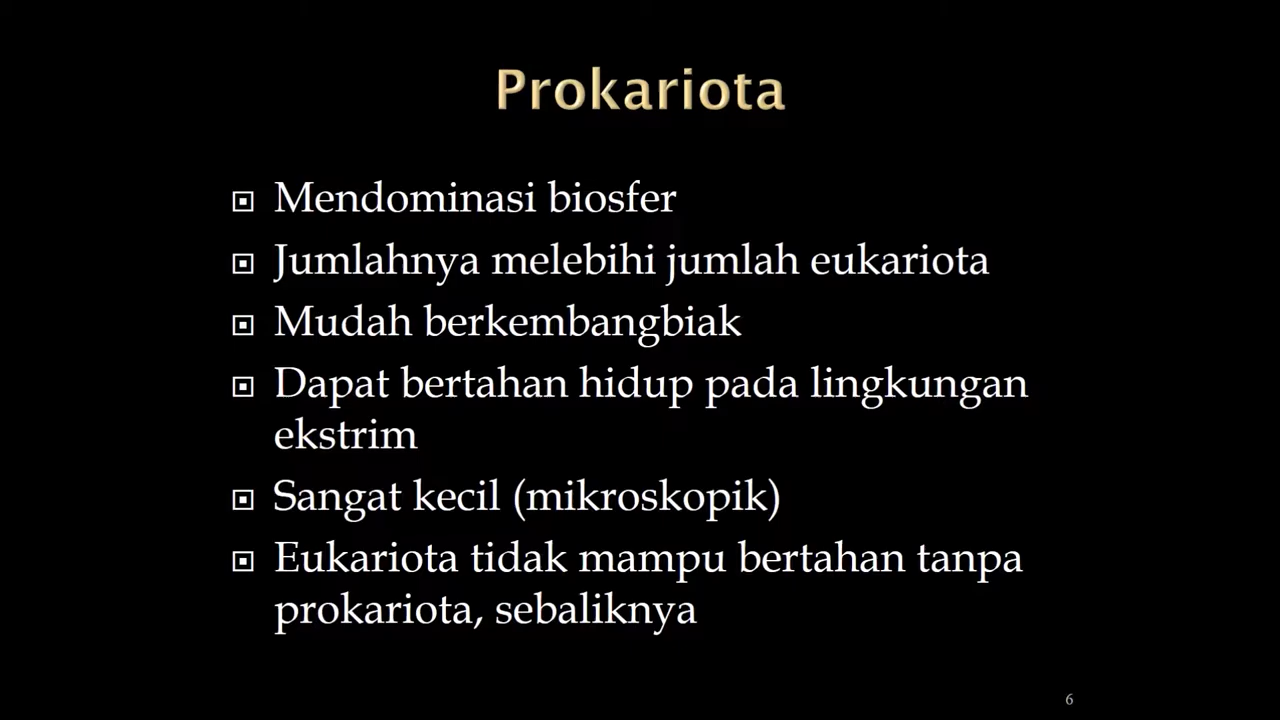 Prokariota
Mendominasi biosfer
Jumlahnya melebihi jumlah eukariota
Mudah berkembangbiak
Dapat bertahan hidup pada lingkungan
ekstrim
Sangat kecil (mikroskopik)
Eukariota tidak mampu bertahan tanpa
prokariota, sebaliknya
6